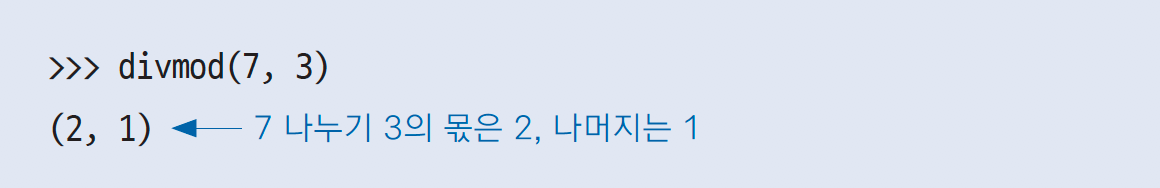 >>> divmod(7, 3)
(2, 1) 7 나누기 3의 몫은 2, 나머지는 1